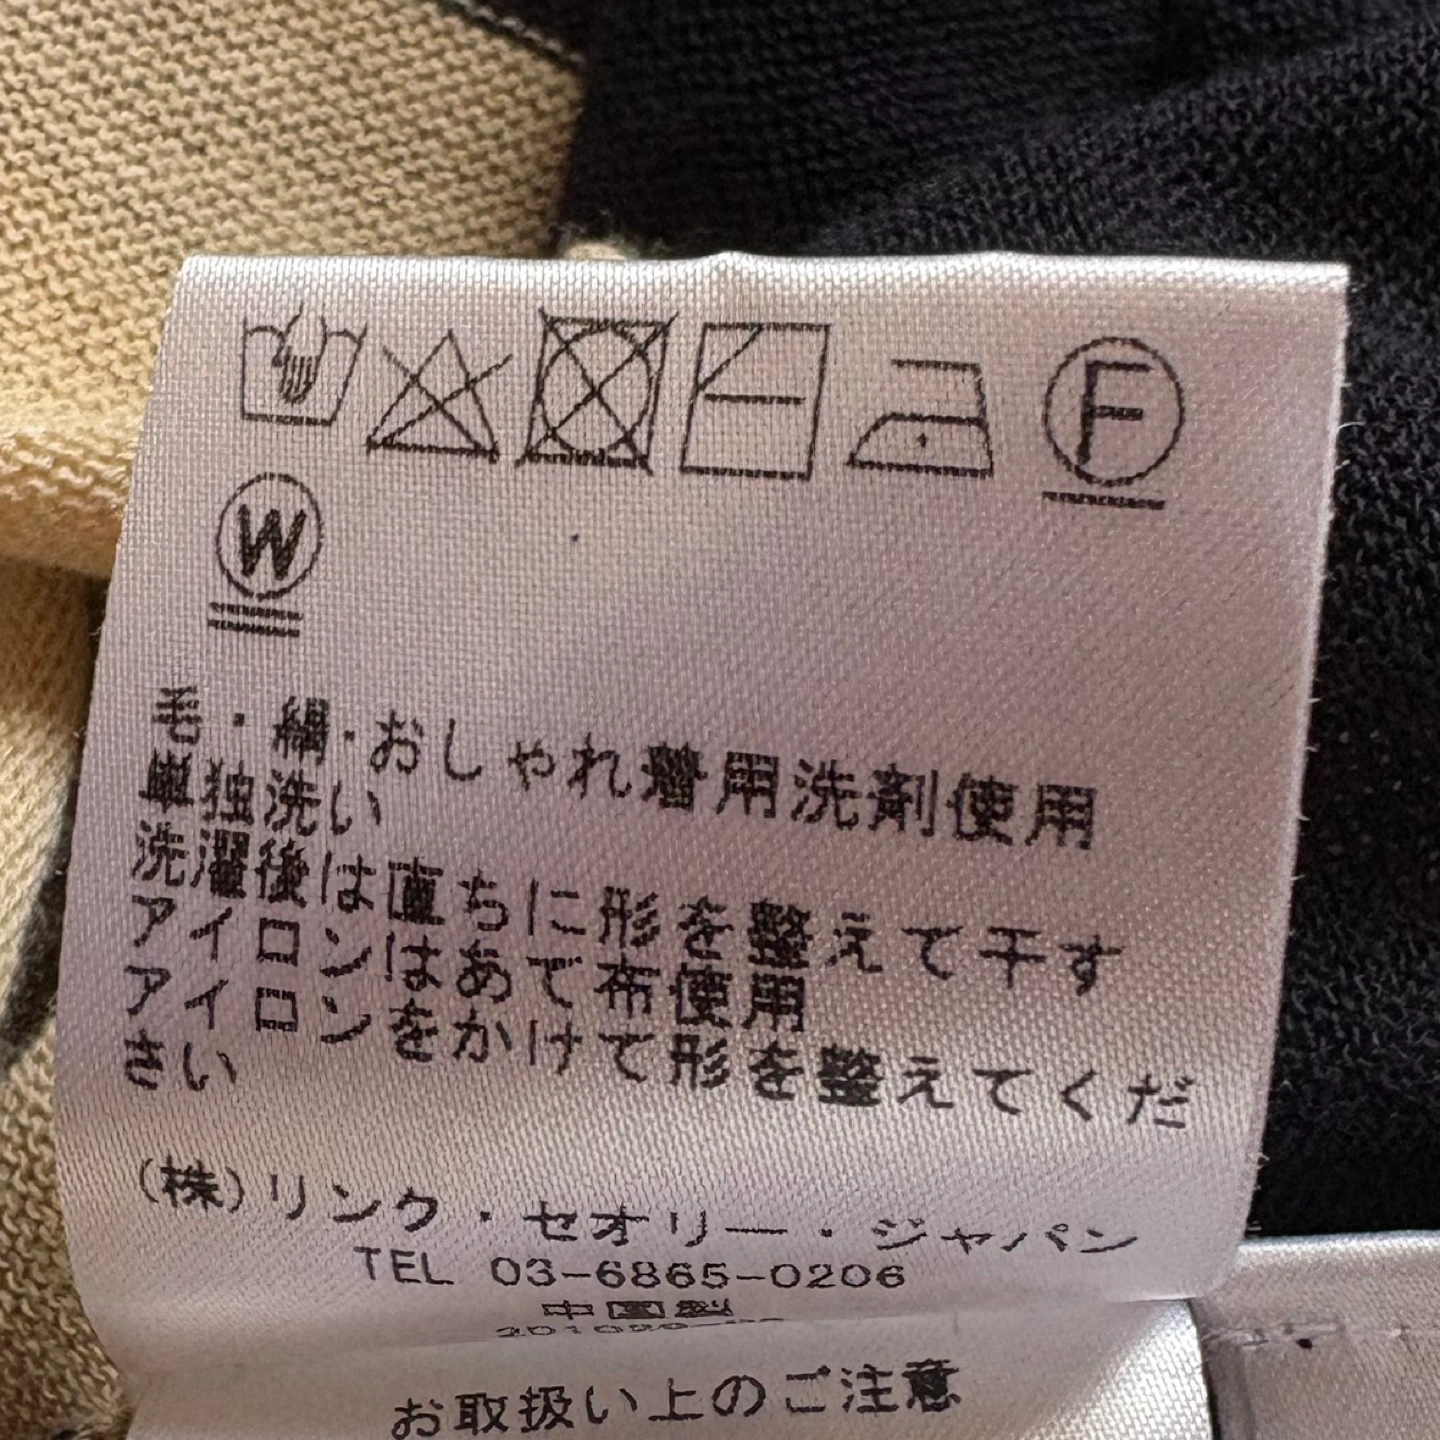 F
W
毛・絹・おしゃれ着用洗剤使用
単独洗い
洗濯後は直ちに形を整えて干す
アイロンはあて布使用
アイロンをかけて形を整えてくだ
さい
(株)リンク・セオリー・ジャパン
TEL 03-6865-0206
中国製
お取扱い上のご注意